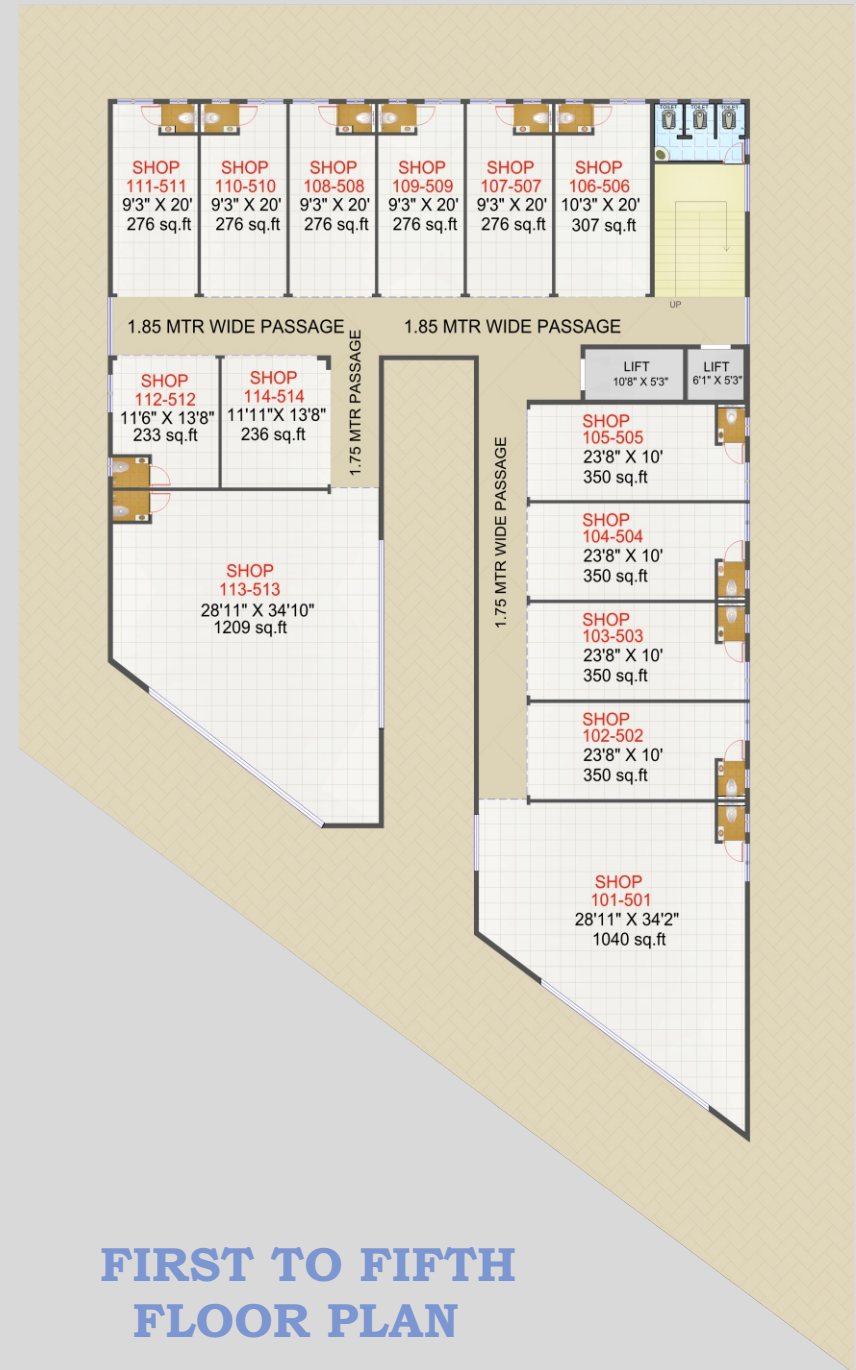 TOILET TOILET TOILET
SHOP
111-511
9'3" X 20'
276 sq.ft
SHOP
110-510
9'3" X 20'
276 sq.ft
SHOP
108-508
9'3" X 20'
276 sq.ft
SHOP
109-509
9'3" X 20'
276 sq.ft
SHOP
107-507
9'3" X 20'
276 sq.ft
SHOP
106-506
10'3" X 20'
307 sq.ft
UP
1.85 MTR WIDE PASSAGE
1.85 MTR WIDE PASSAGE
1.75 MTR PASSAGE
LIFT
10'8" X 5'3"
LIFT
6'1" X 5'3"
SHOP
112-512
11'6" X 13'8"
233 sq.ft
SHOP
114-514
11'11"X 13'8"
236 sq.ft
1.75 MTR WIDE PASSAGE
SHOP
105-505
23'8" X 10'
350 sq.ft
SHOP
104-504
23'8" X 10'
350 sq.ft
SHOP
113-513
28'11" X 34'10"
1209 sq.ft
SHOP
103-503
23'8" X 10'
350 sq.ft
SHOP
102-502
23'8" X 10'
350 sq.ft
SHOP
101-501
28'11" X 34'2"
1040 sq.ft
FIRST TO FIFTH
FLOOR PLAN